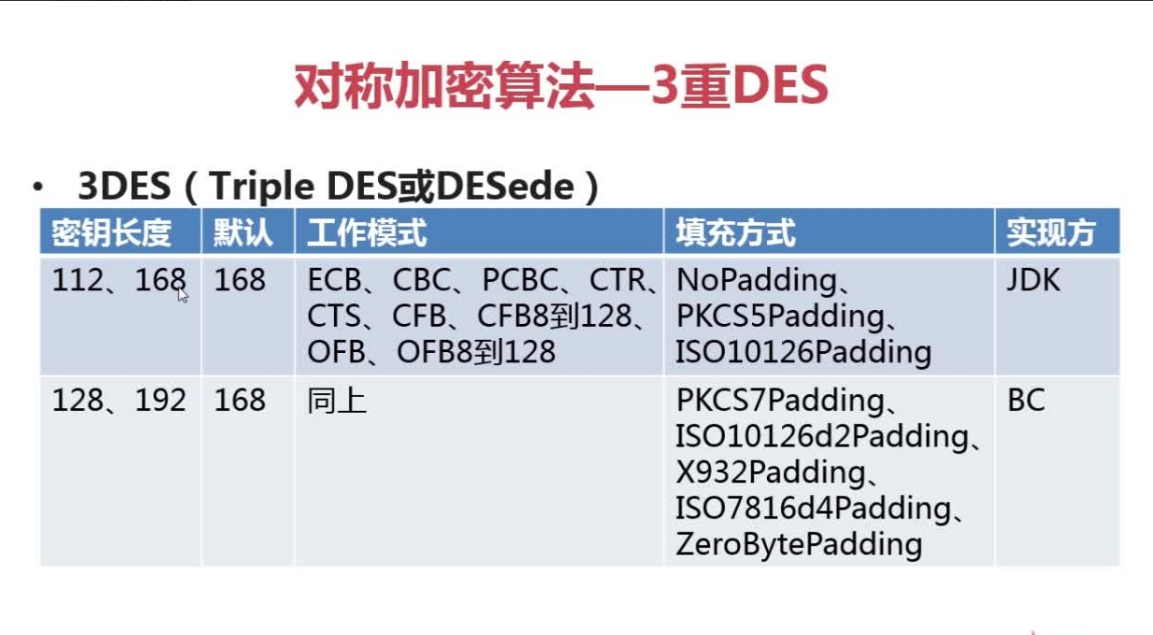 对称加密算法—3重DES
• 3DES（Triple DES或DESede）
密钥长度 默认 工作模式 填充方式 实现方
112、168 168 ECB、CBC、PCBC、CTR、 NoPadding、 JDK
CTS、CFB、CFB8到128、 PKCS5Padding、
OFB、OFB8到128 ISO10126Padding
128、192 168 同上 PKCS7Padding、 BC
ISO10126d2Padding、
X932Padding、
ISO7816d4Padding、
ZeroBytePadding